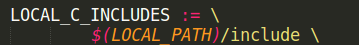 LOCAL_C_INCLUDES := \
$(LOCAL_PATH)/include \